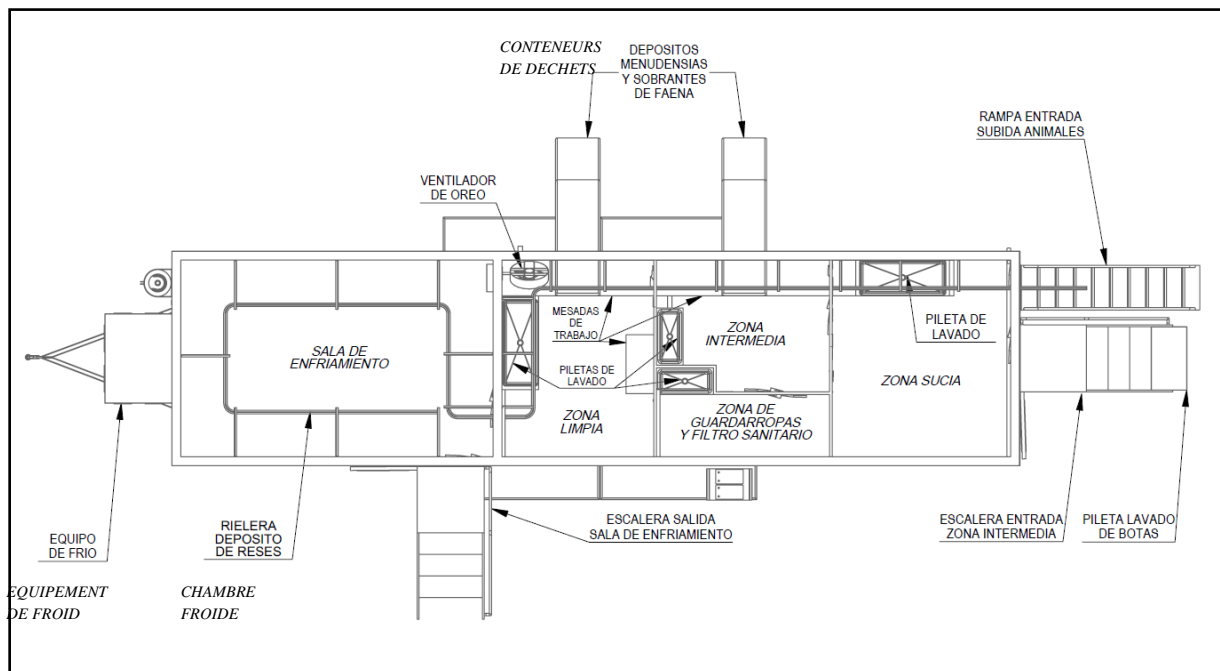 CONTENEURS
DE DECHETS
DEPOSITOS
MENUDENSIAS
Y SOBRANTES
DE FAENA
RAMPA ENTRADA
SUBIDA ANIMALES
VENTILADOR
DE OREO
MESADAS
DE
TRABAJO
ZONA
INTERMEDIA
PILETA DE
LAVADO
SALA DE
ENFRIAMIENTO
PILETAS DE
LAVADO
ZONA SUCIA
ZONA
LIMPIA
ZONA DE
GUARDARROPAS
Y FILTRO SANITARIO
EQUIPO
DE FRIO
RIELERA
DEPOSITO
DE RESES
ESCALERA SALIDA
SALA DE ENFRIAMIENTO
ESCALERA ENTRADA
ZONA INTERMEDIA
PILETA LAVADO
DE BOTAS
EQUIPEMENT
DE FROID
CHAMBRE
FROIDE